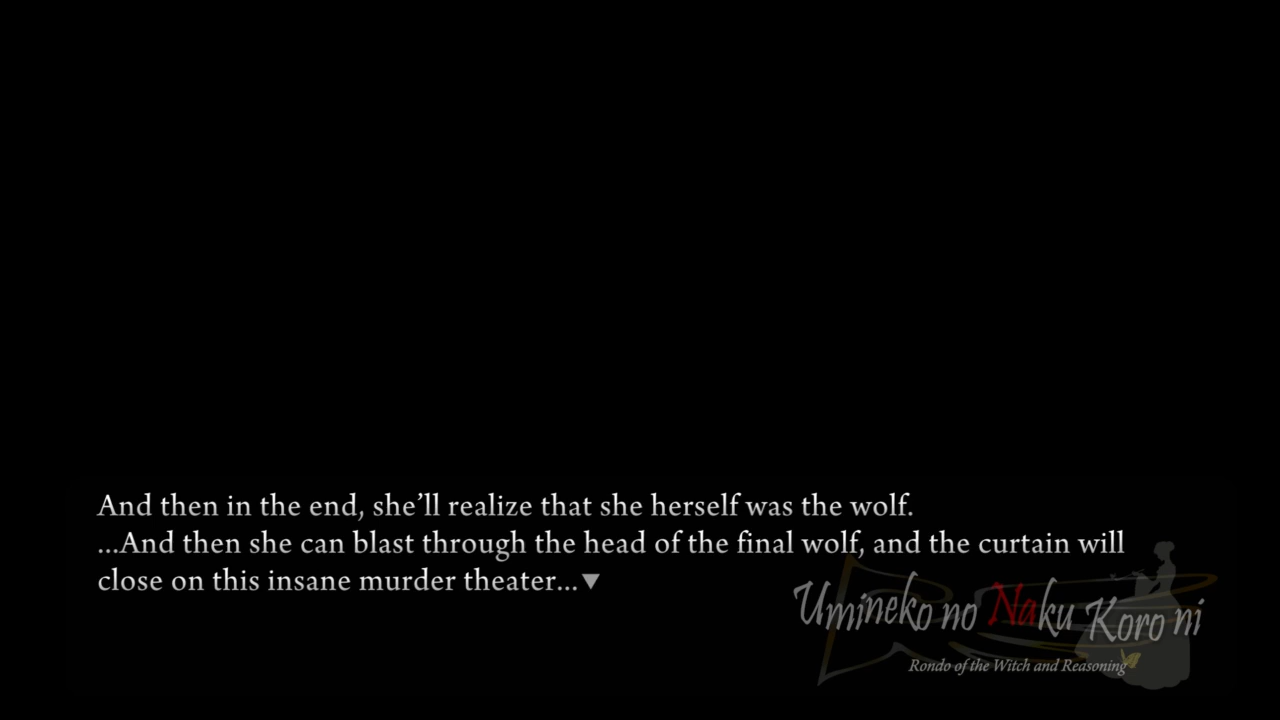 And then in the end, she’ll realize that she herself was the wolf.
...And then she can blast through the head of the final wolf, and the curtain will
close on this insane murder theater...▼
Umineko no Naku Koro ni
Rondo of the Witch and Reasoning